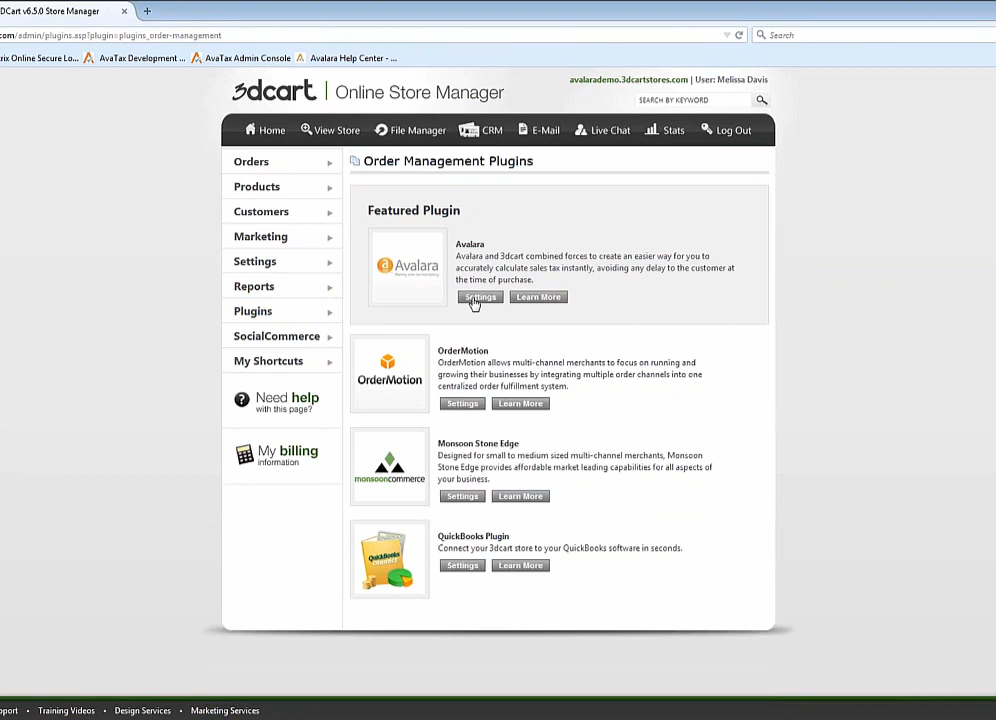 DCart v6.5.0 Store Manager
com/admin/plugins.asp?plugin=plugins_order-management
Search
rix Online Secure Lo...
AvaTax Development ...
AvaTax Admin Console
Avalara Help Center - ...
3dcart | Online Store Manager
avalarademo.3dcartstores.com | User: Melissa Davis
SEARCH BY KEYWORD
Home
View Store
File Manager
CRM
E-Mail
Live Chat
Stats
Log Out
Orders
Products
Customers
Marketing
Settings
Reports
Plugins
SocialCommerce
My Shortcuts
Need help
with this page?
My billing
information
Order Management Plugins
Featured Plugin
Avalara
Avalara
Avalara and 3dcart combined forces to create an easier way for you to
accurately calculate sales tax instantly, avoiding any delay to the customer at
the time of purchase.
Settings
Learn More
OrderMotion
OrderMotion
OrderMotion allows multi-channel merchants to focus on running and
growing their businesses by integrating multiple order channels into one
centralized order fulfillment system.
Settings
Learn More
monsooncommerce
Monsoon Stone Edge
Designed for small to medium sized multi-channel merchants, Monsoon
Stone Edge provides affordable market leading capabilities for all aspects of
your business.
Settings
Learn More
QuickBooks
QuickBooks Plugin
Connect your 3dcart store to your QuickBooks software in seconds.
Settings
Learn More
pport • Training Videos • Design Services • Marketing Services